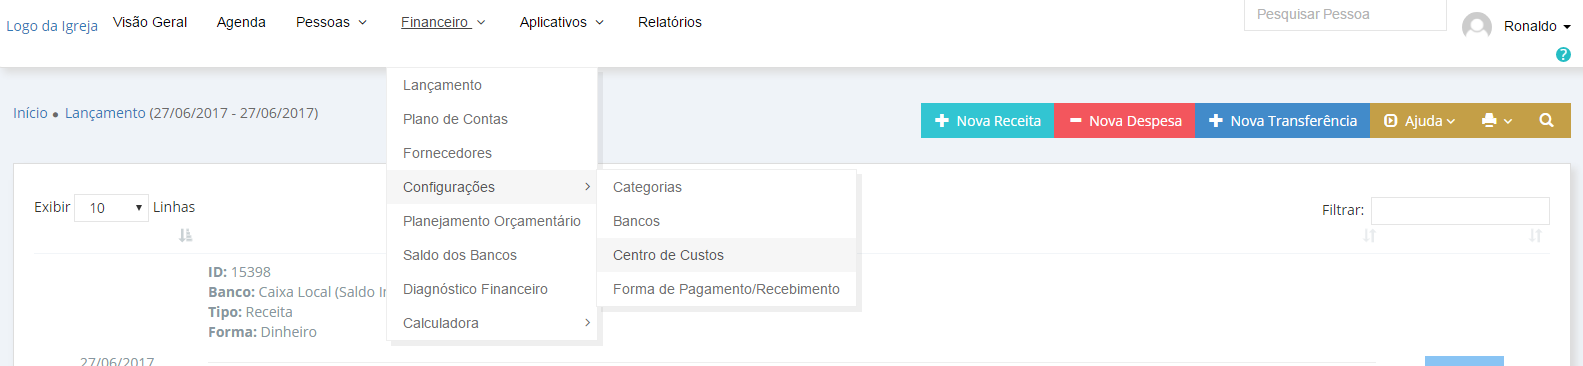 Logo da Igreja
Visão Geral
Agenda
Pessoas
Financeiro
Aplicativos
Relatórios
Pesquisar Pessoa
Ronaldo
?
Lançamento
Plano de Contas
Fornecedores
Configurações
Planejamento Orçamentário
Saldo dos Bancos
Diagnóstico Financeiro
Calculadora
Categorias
Bancos
Centro de Custos
Forma de Pagamento/Recebimento
Início • Lançamento (27/06/2017 - 27/06/2017)
Nova Receita
Nova Despesa
Nova Transferência
Ajuda
Exibir 10 Linhas
Filtrar:
ID: 15398
Banco: Caixa Local (Saldo
Tipo: Receita
Forma: Dinheiro
27/06/2017